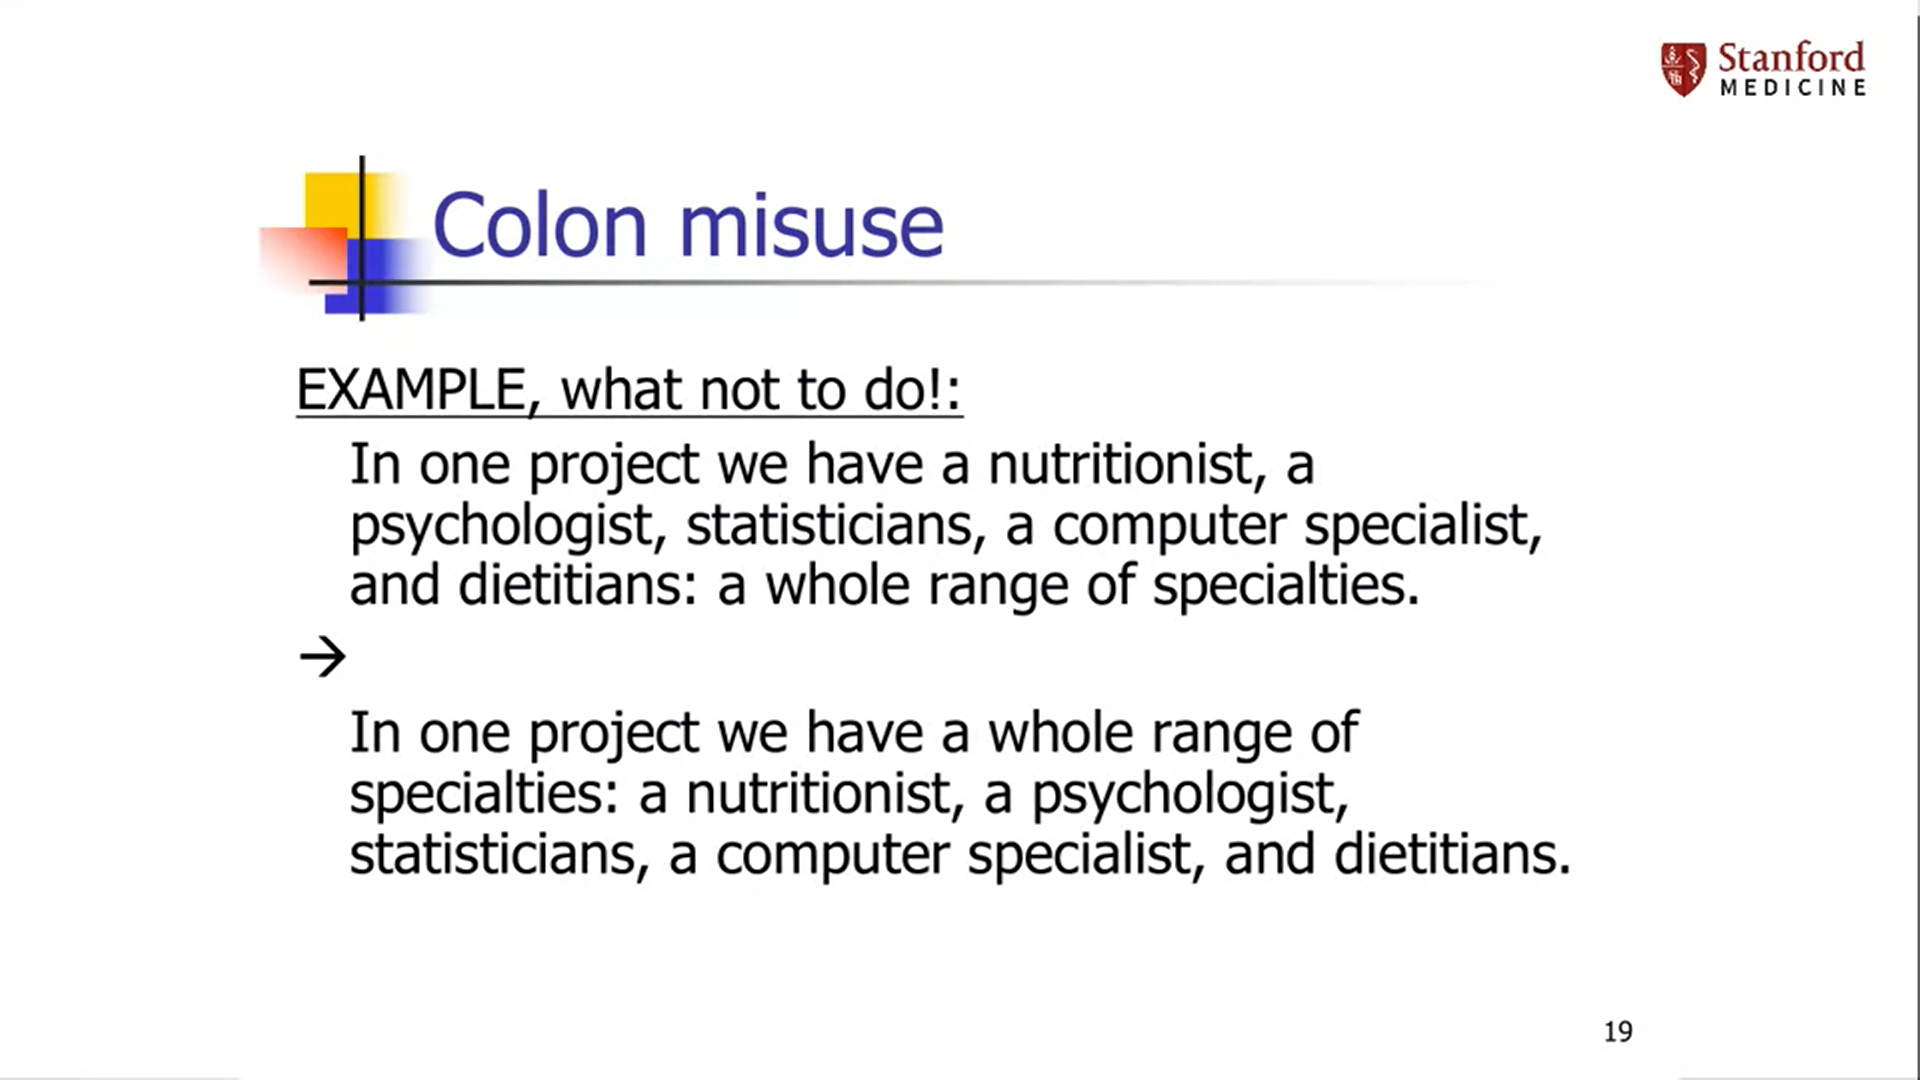 Stanford
MEDICINE
Colon misuse
EXAMPLE, what not to do!:
In one project we have a nutritionist, a
psychologist, statisticians, a computer specialist,
and dietitians: a whole range of specialties.
→
In one project we have a whole range of
specialties: a nutritionist, a psychologist,
statisticians, a computer specialist, and dietitians.
19